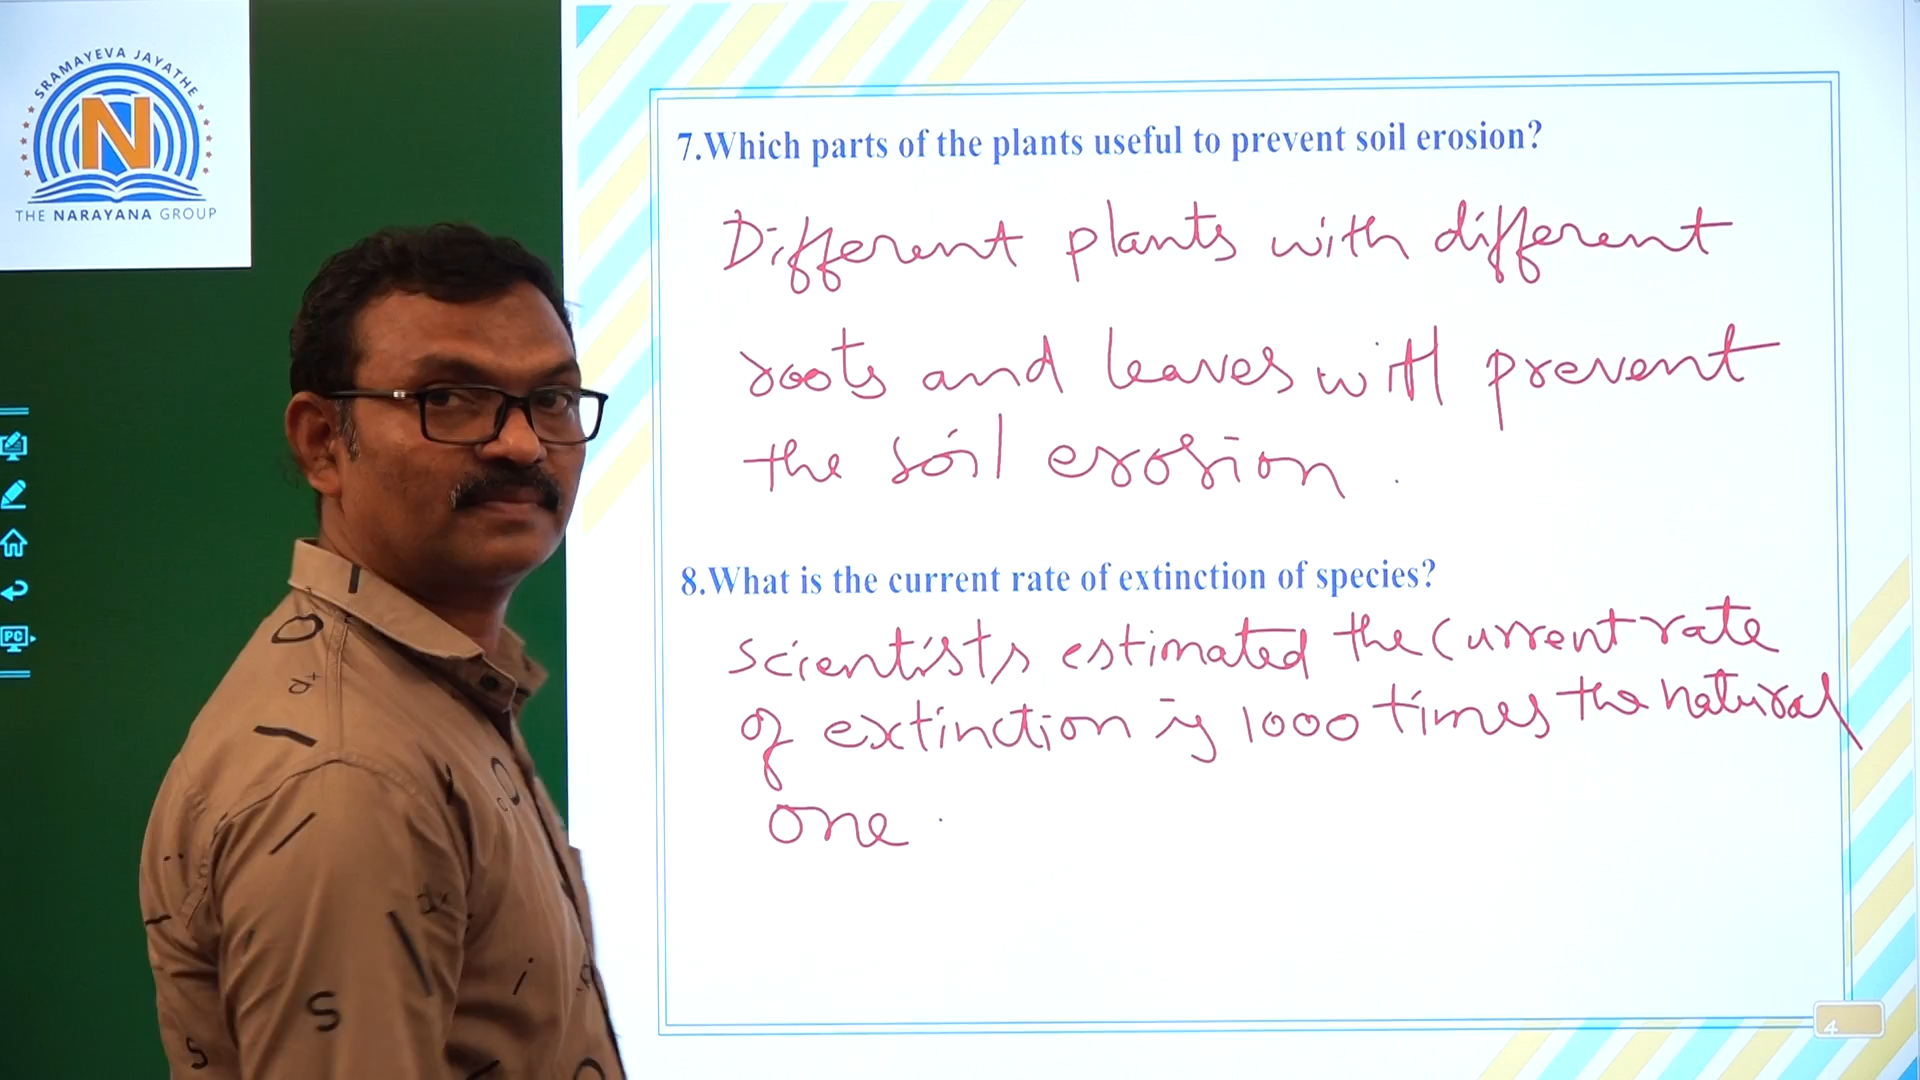 SRAMAYEVA JAYATHE
N
THE NARAYANA GROUP
7.Which parts of the plants useful to prevent soil erosion?
Different plants with different
roots and leaves will prevent
the soil erosion.
8.What is the current rate of extinction of species?
Scientists estimated the current rate
of extinction is 1000 times the natural
one.
PC
4